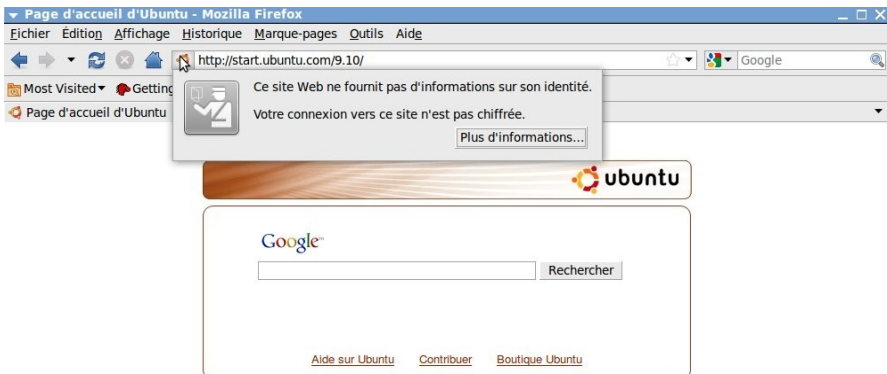 Page d'accueil d'Ubuntu - Mozilla Firefox
Fichier Édition Affichage Historique Marque-pages Outils Aide
http://start.ubuntu.com/9.10/ Google
Most Visited Getting
Ce site Web ne fournit pas d'informations sur son identité.
Page d'accueil d'Ubuntu
Votre connexion vers ce site n'est pas chiffrée.
Plus d'informations...
ubuntu
Google™
Rechercher
Aide sur Ubuntu Contribuer Boutique Ubuntu